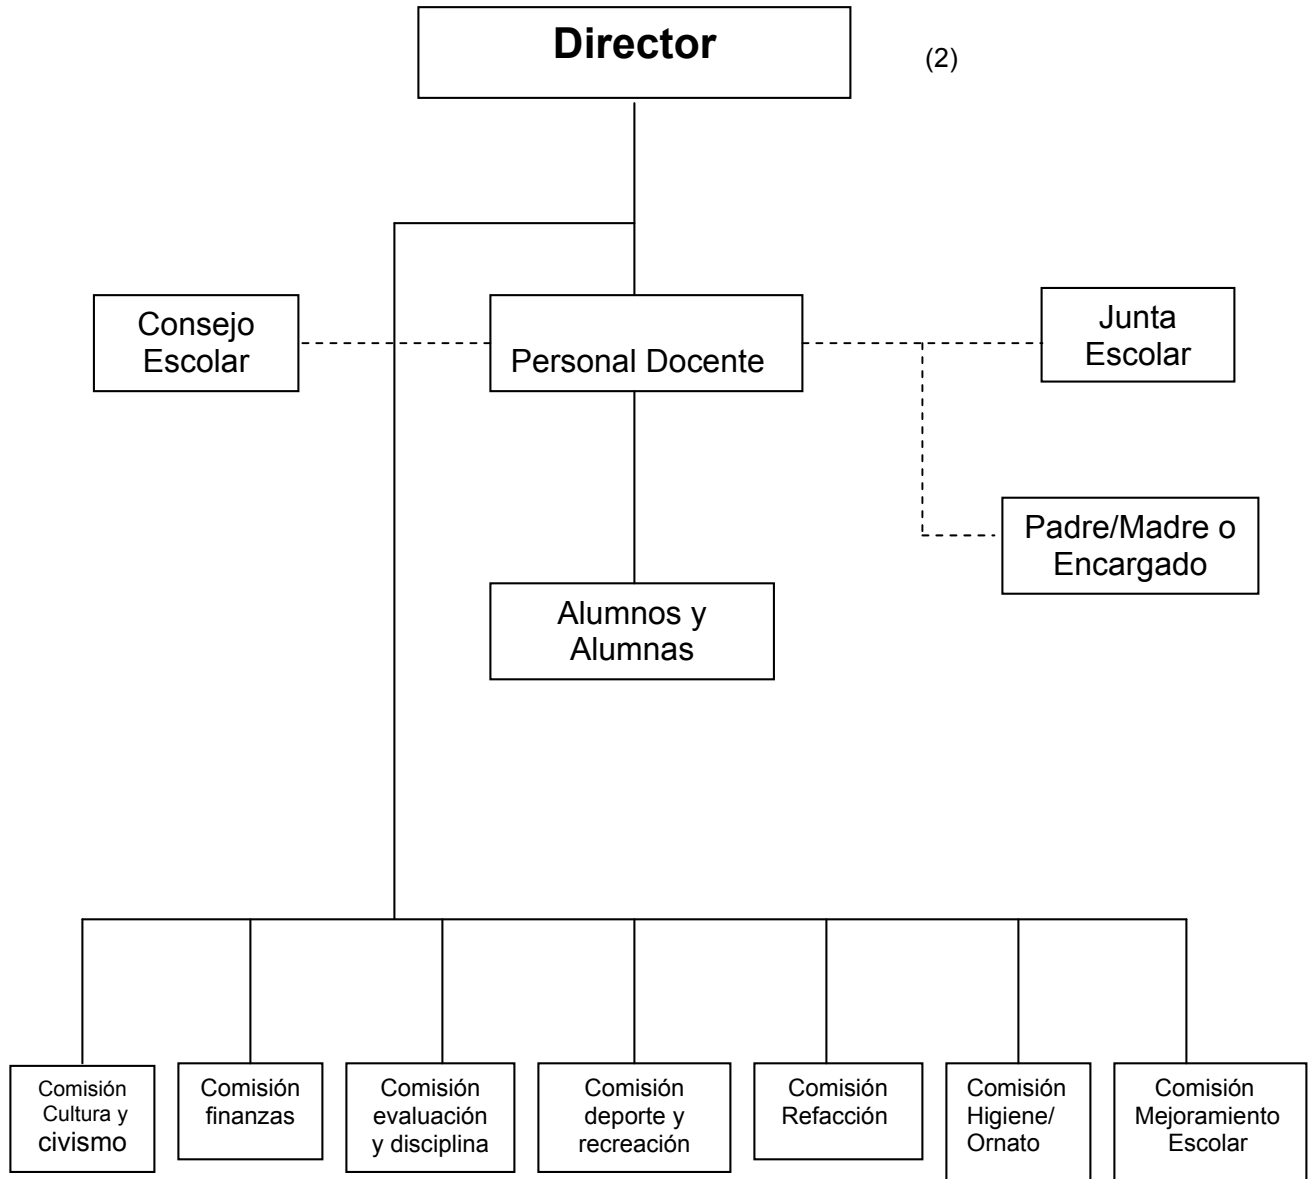 Director
(2)
Consejo
Escolar
Personal Docente
Junta
Escolar
Padre/Madre o
Encargado
Alumnos y
Alumnas
Comisión
Cultura y
civismo
Comisión
finanzas
Comisión
evaluación
y disciplina
Comisión
deporte y
recreación
Comisión
Refacción
Comisión
Higiene/
Ornato
Comisión
Mejoramiento
Escolar